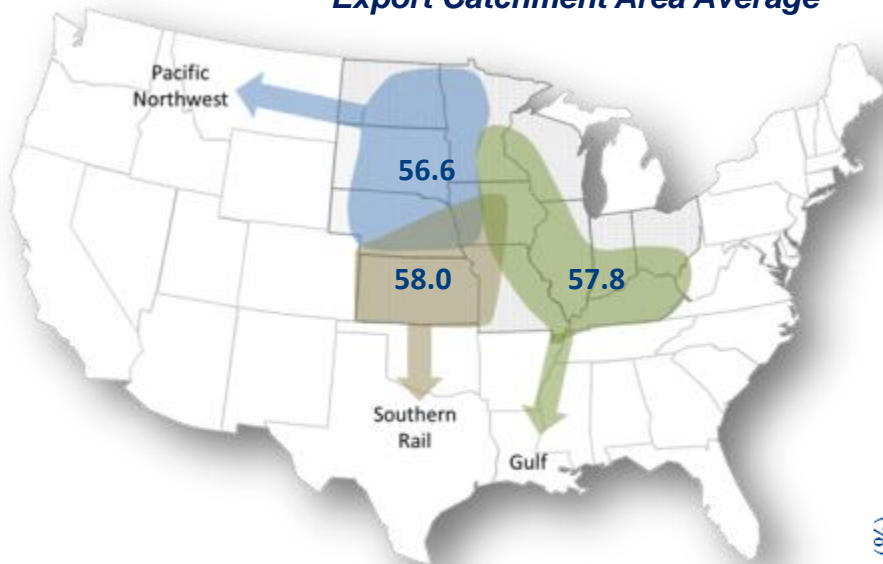 Export Catchment Area Average
Pacific
Northwest
56.6
58.0
57.8
Southern
Rail
Gulf